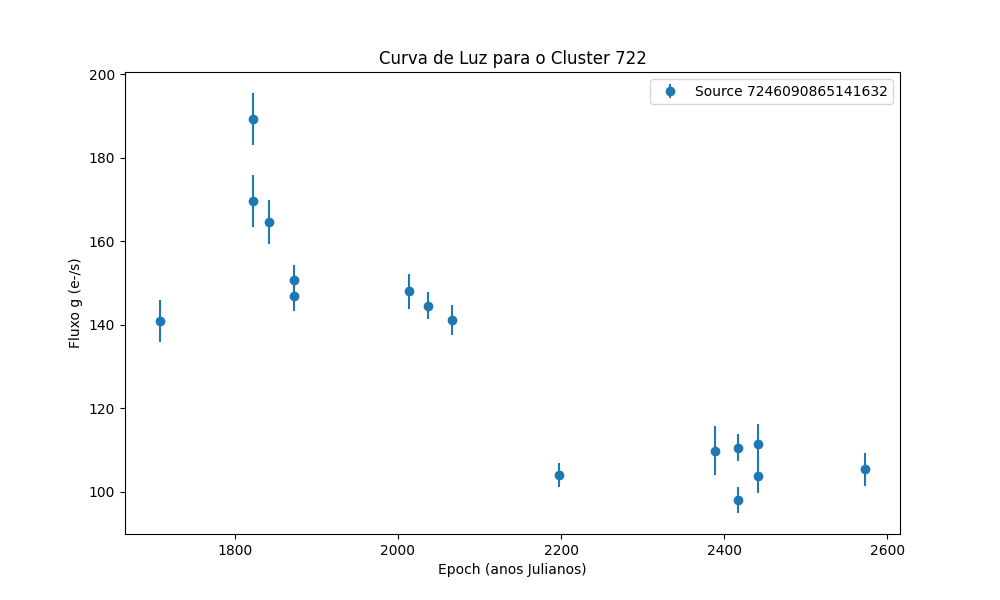 Curva de Luz para o Cluster 722
Source 7246090865141632
Fluxo g (e-/s)
200
180
160
140
120
100
1800
2000
2200
2400
2600
Epoch (anos Julianos)